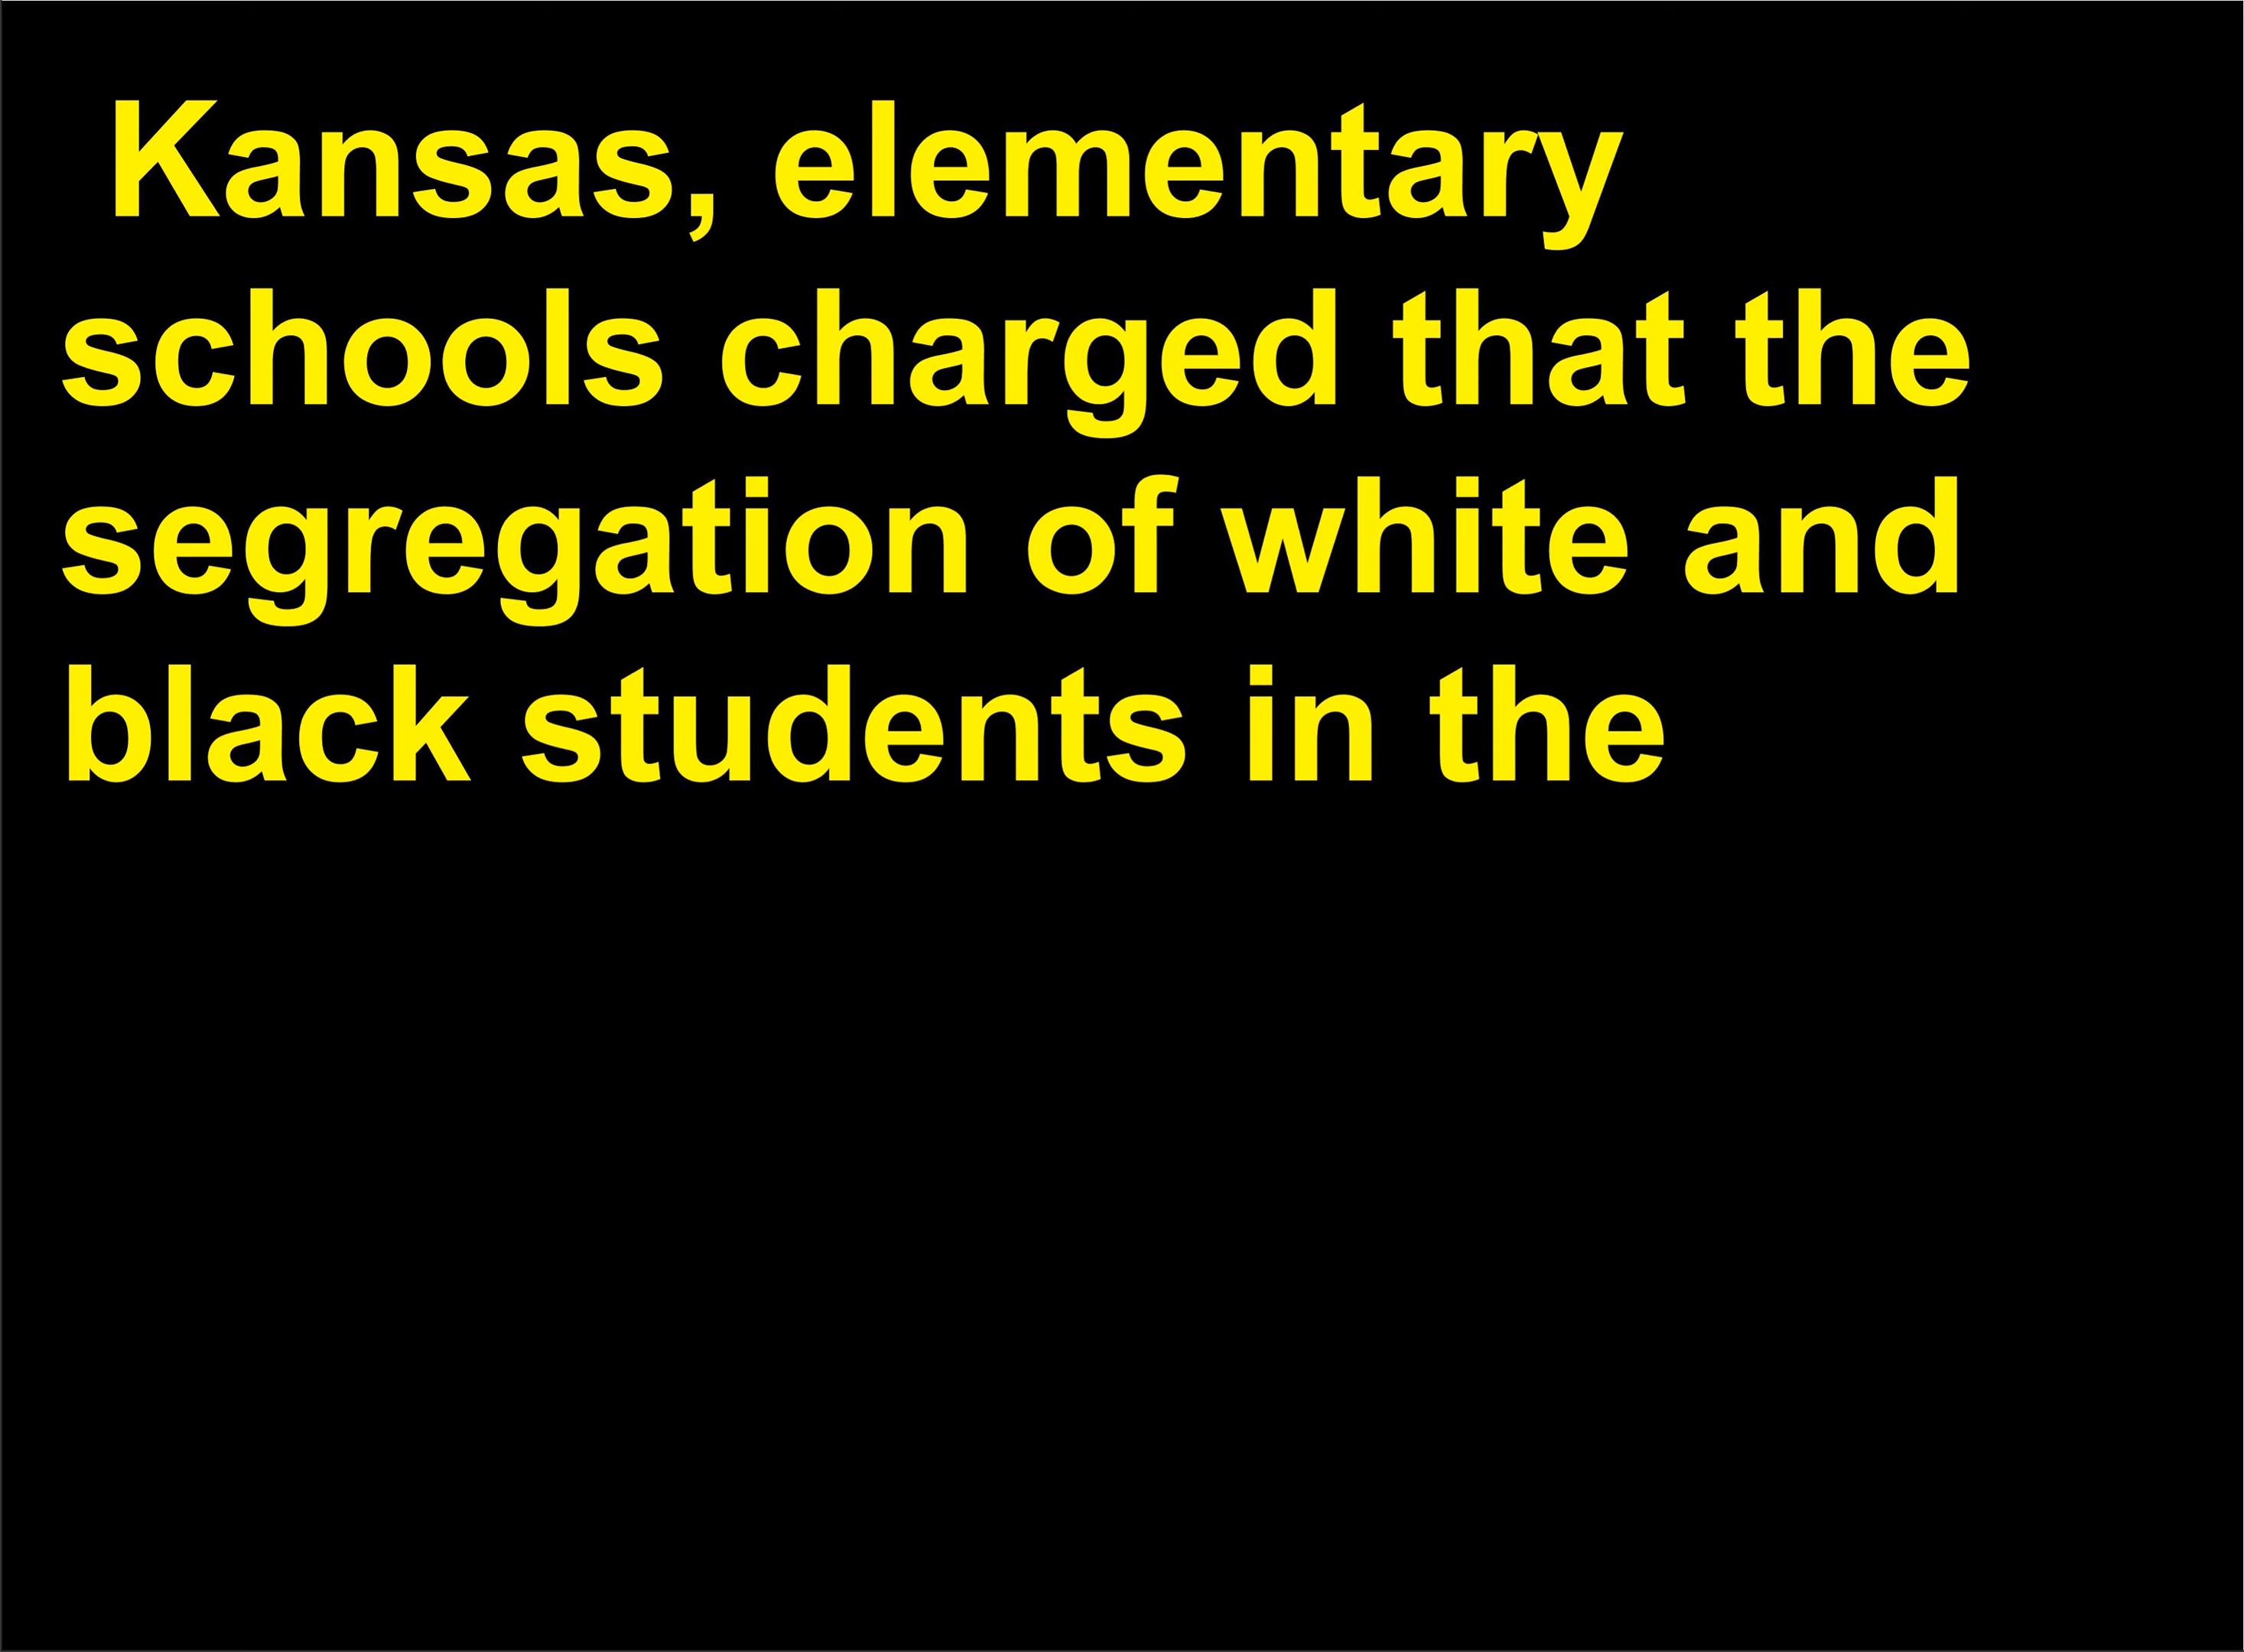 Kansas, elementary
schools charged that the
segregation of white and
black students in the